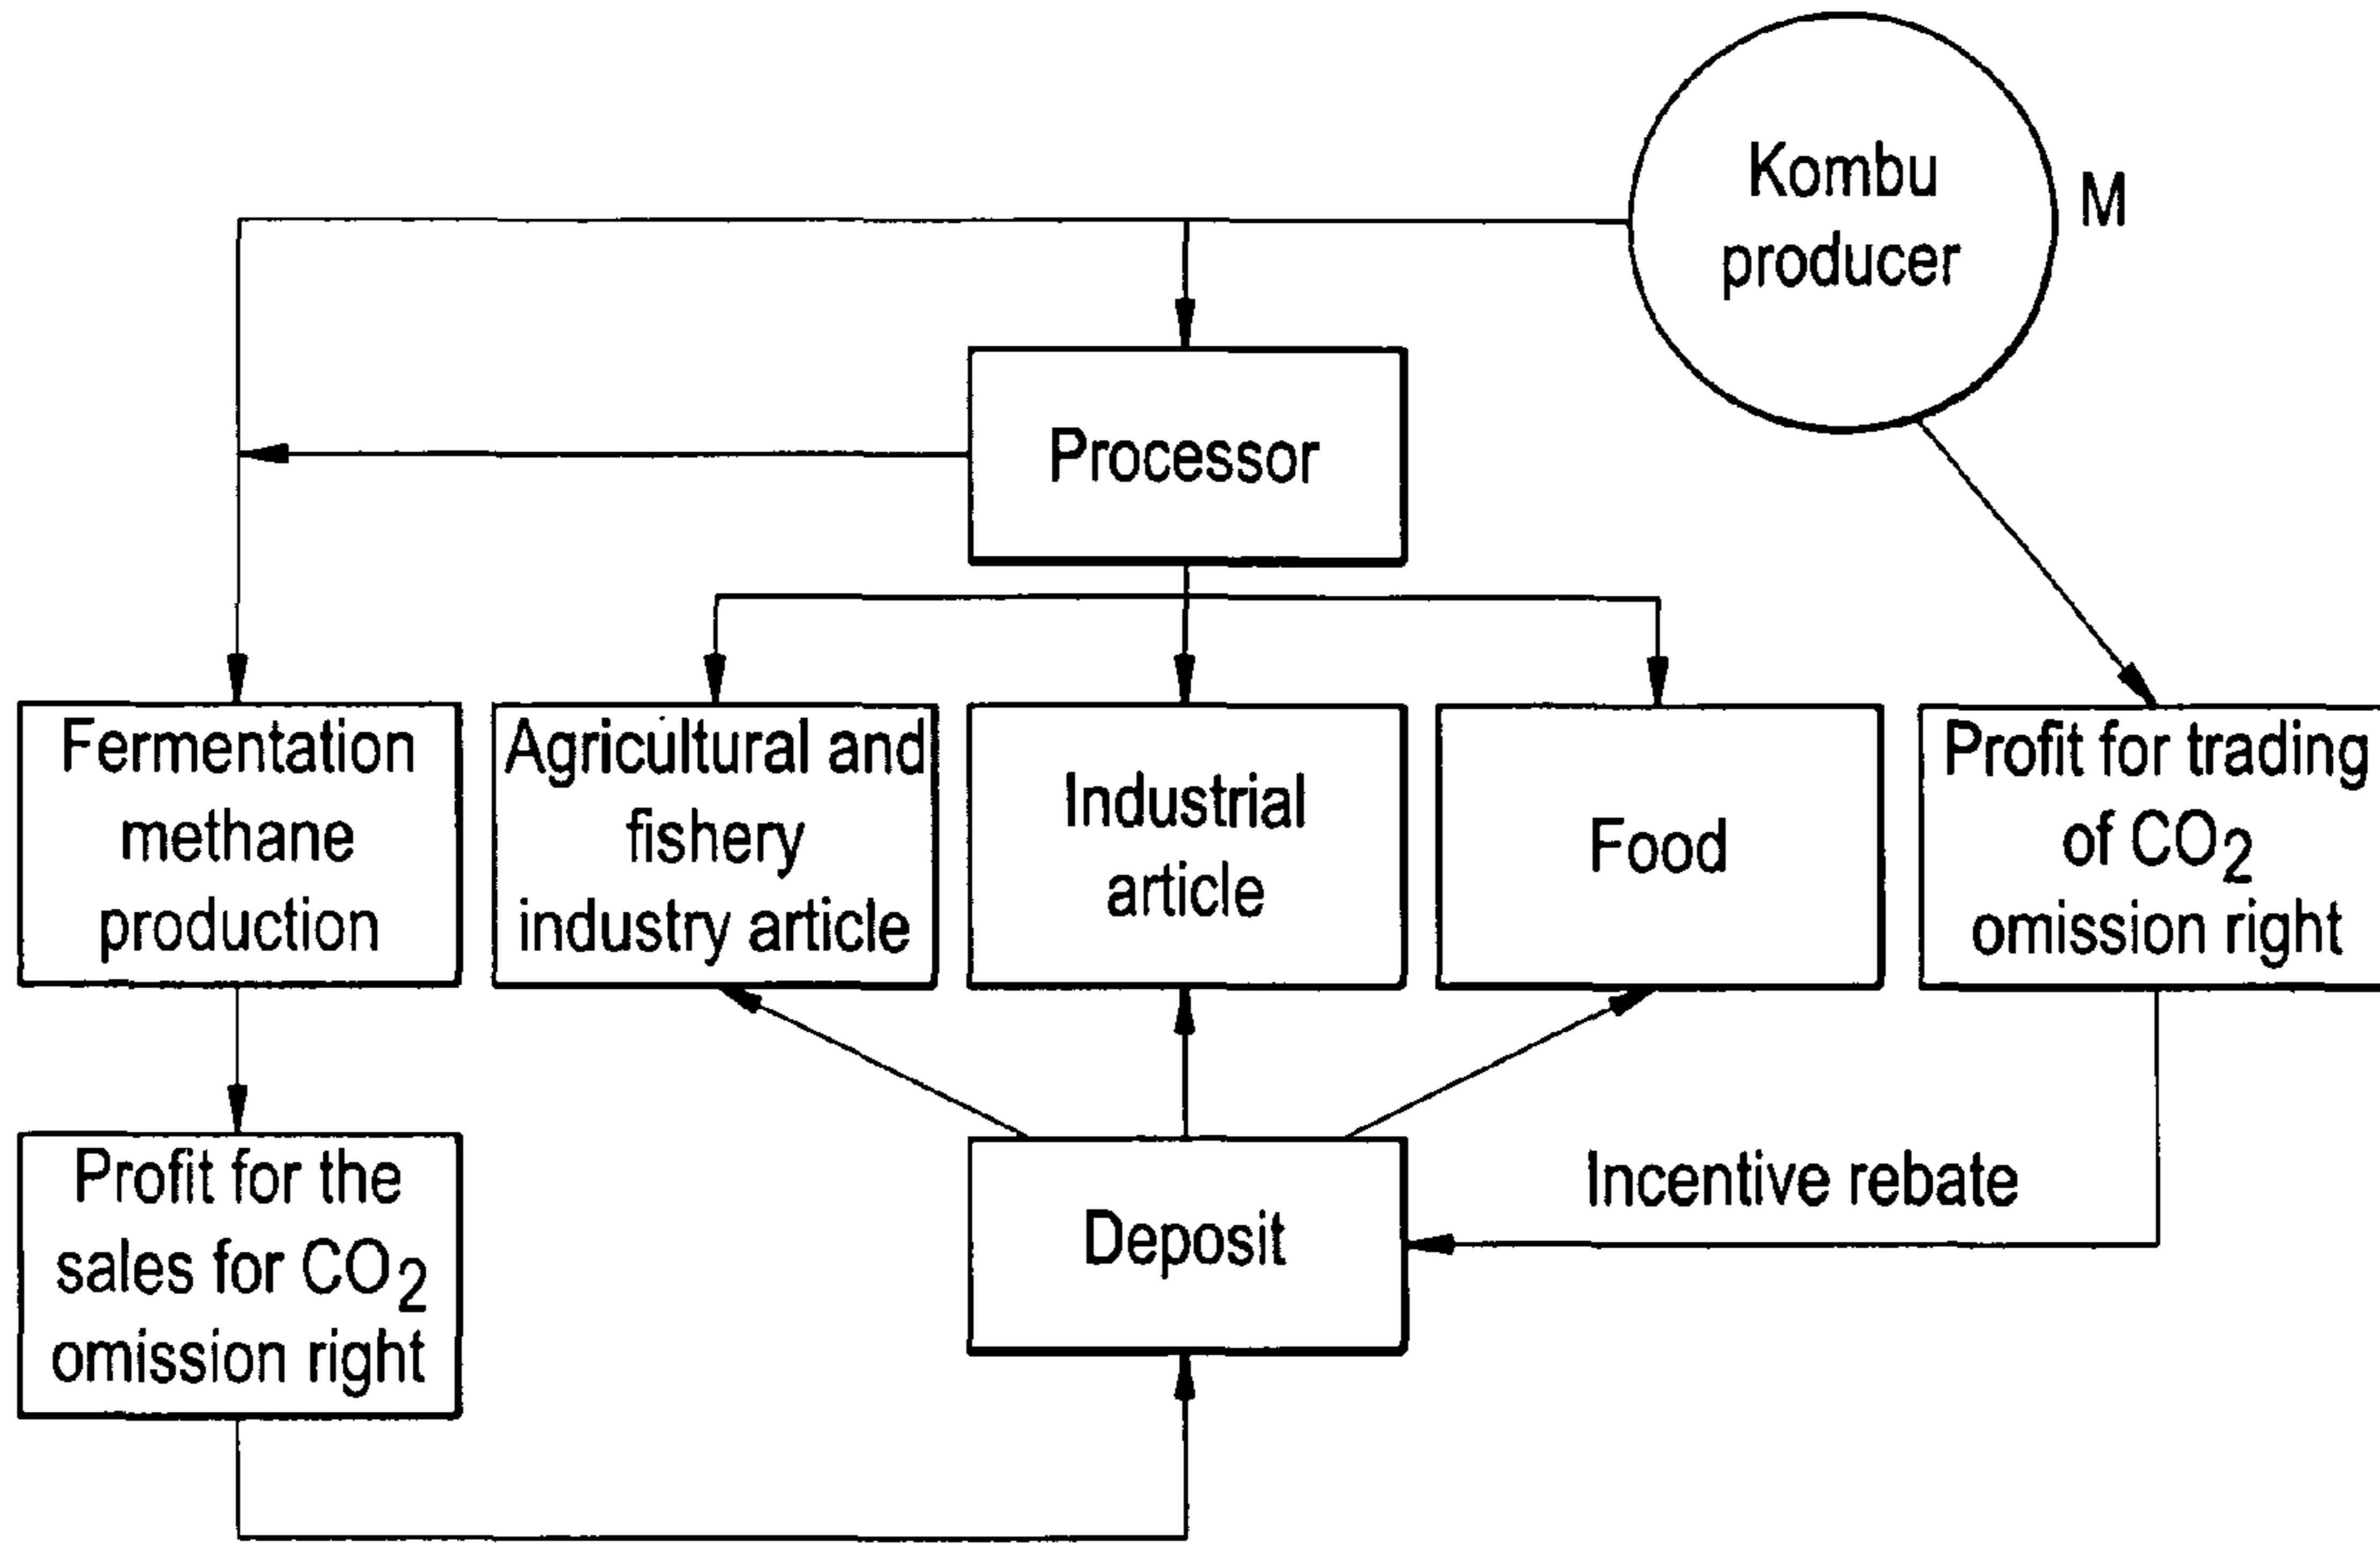 Kombu
producer
M
Processor
Fermentation
methane
production
Agricultural and
fishery
industry article
Industrial
article
Food
Profit for trading
of CO2
omission right
Profit for the
sales for CO2
omission right
Deposit
Incentive rebate